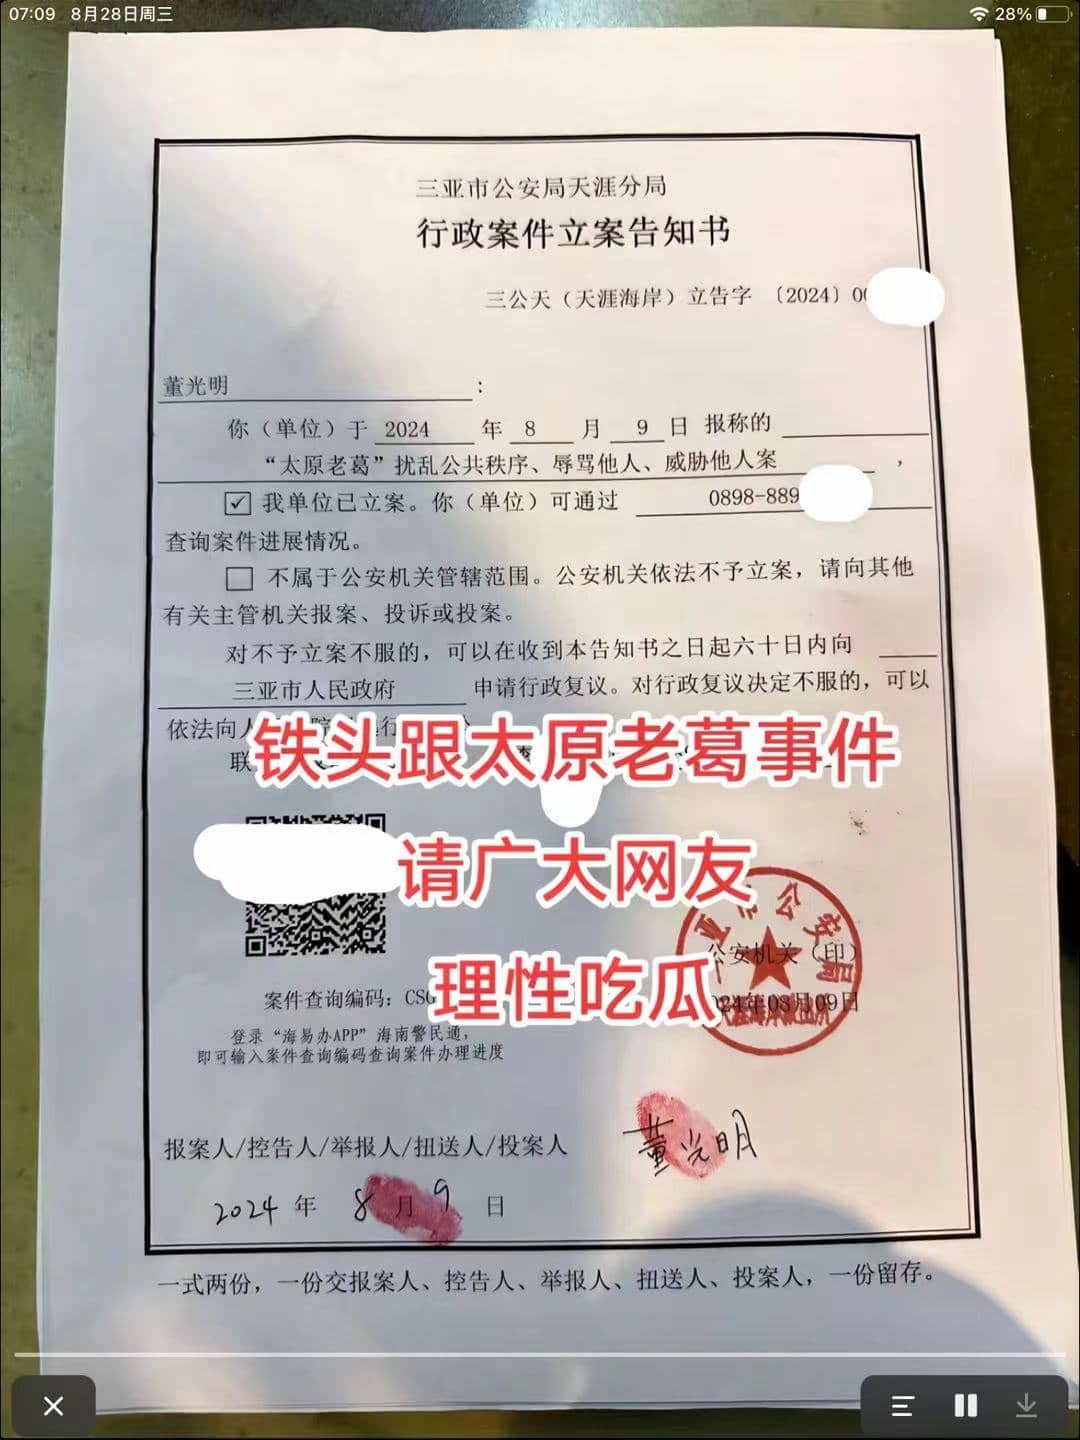 07:09 8月28日周三
28%
三亚市公安局天涯分局
行政案件立案告知书
三公天（天涯海岸）立告字 〔2024〕00
董光明 ：
你（单位）于 2024 年 8 月 9 日 报称的
“太原老葛”扰乱公共秩序、辱骂他人、威胁他人案 ，
我单位已立案。你（单位）可通过 0898-889
查询案件进展情况。
不属于公安机关管辖范围。公安机关依法不予立案，请向其他
有关主管机关报案、投诉或投案。
对不予立案不服的，可以在收到本告知书之日起六十日内向
三亚市人民政府 申请行政复议。对行政复议决定不服的，可以
依法向人
联
铁头跟太原老葛事件
请广大网友
理性吃瓜
公安机关（印）
2024年08月09日
案件查询编码：CSG
登录“海易办APP”海南警民通，
即可输入案件查询编码查询案件办理进度
报案人/控告人/举报人/扭送人/投案人 董光明
2024 年 8 月 9 日
一式两份，一份交报案人、控告人、举报人、扭送人、投案人，一份留存。